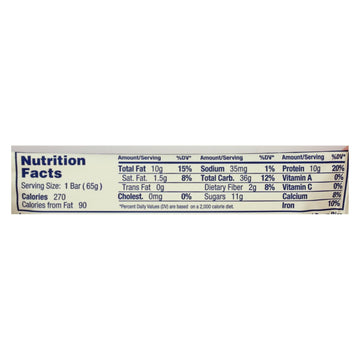 Nutrition
Facts
Serving Size: 1 Bar (65g)
Calories 270
Calories from Fat 90
Amount/Serving %DV*
Total Fat 10g 15%
Sat. Fat. 1.5g 8%
Trans Fat 0g
Cholest. 0mg 0%
Amount/Serving %DV*
Sodium 35mg 1%
Total Carb. 36g 12%
Dietary Fiber 2g 8%
Sugars 11g
Amount/Serving %DV*
Protein 10g 20%
Vitamin A 0%
Vitamin C 0%
Calcium 8%
Iron 10%
*Percent Daily Values (DV) are based on a 2,000 calorie diet.